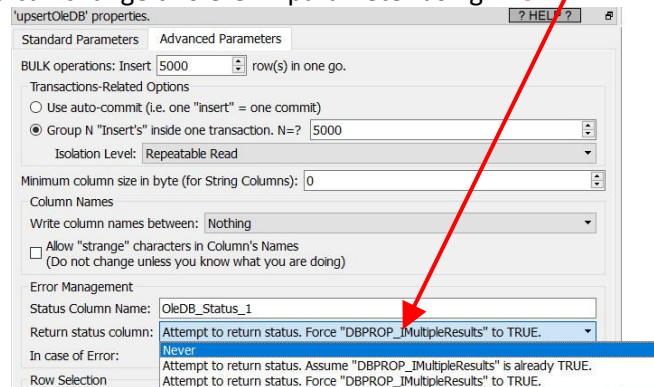 'upsertOleDB' properties.
? HELP ?
Standard Parameters Advanced Parameters
BULK operations: Insert 5000 row(s) in one go.
Transactions-Related Options
Use auto-commit (i.e. one "insert" = one commit)
Group N "Insert's" inside one transaction. N=? 5000
Isolation Level: Repeatable Read
Minimum column size in byte (for String Columns): 0
Column Names
Write column names between: Nothing
Allow "strange" characters in Column's Names
(Do not change unless you know what you are doing)
Error Management
Status Column Name: OleDB_Status_1
Return status column: Attempt to return status. Force "DBPROP_IMultipleResults" to TRUE.
In case of Error:
Never
Attempt to return status. Assume "DBPROP_IMultipleResults" is already TRUE.
Row Selection
Attempt to return status. Force "DBPROP_IMultipleResults" to TRUE.